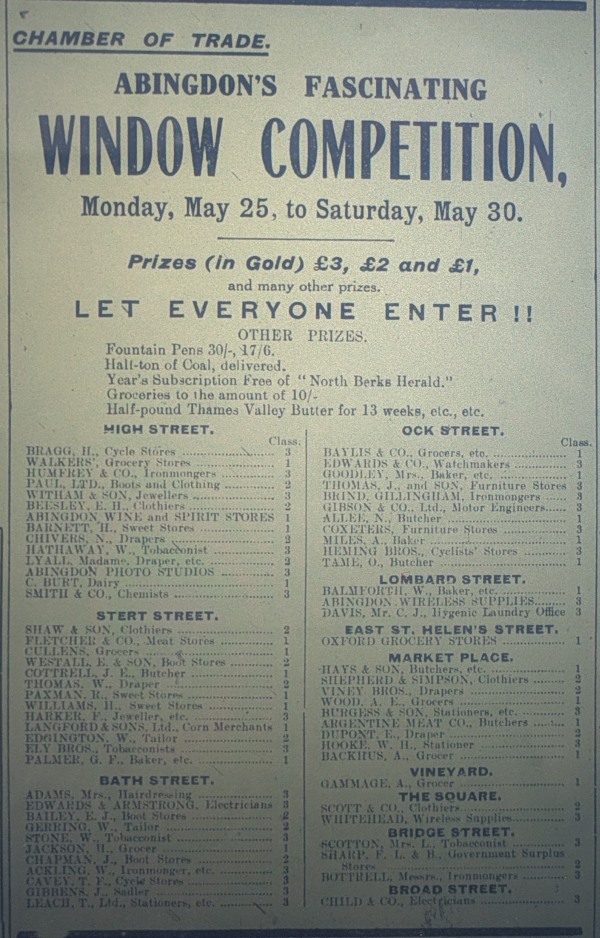 CHAMBER OF TRADE.
ABINGDON'S FASCINATING
WINDOW COMPETITION,
Monday, May 25, to Saturday, May 30.
Prizes (in Gold) £3, £2 and £1,
and many other prizes.
LET EVERYONE ENTER !!
OTHER PRIZES.
Fountain Pens 30/-, 17/6.
Half-ton of Coal, delivered.
Year's Subscription Free of "North Berks Herald."
Groceries to the amount of 10/-
Half-pound Thames Valley Butter for 13 weeks, etc., etc.
HIGH STREET.
Class.
BRAGG, H., Cycle Stores ... 3
WALKERS', Grocery Stores ... 1
HUMFREY & CO., Ironmongers ... 3
PAUL, LTD., Boots and Clothing ... 2
WITHAM & SON, Jewellers ... 3
BEESLEY, E. H., Clothiers ... 2
ABINGDON WINE and SPIRIT STORES 1
BARNETT, H., Sweet Stores ... 1
CHIVERS, N., Drapers ... 2
HATHAWAY, W., Tobacconist ... 3
LYALL, Madame, Draper, etc. ... 2
ABINGDON PHOTO STUDIOS ... 3
C. BURT, Dairy ... 1
SMITH & CO., Chemists ... 3
STERT STREET.
SHAW & SON, Clothiers ... 2
FLETCHER & CO., Meat Stores ... 1
CULLENS, Grocers ... 1
WESTALL, E. & SON, Boot Stores ... 2
COTTRELL, J. E., Butcher ... 1
THOMAS, W., Draper ... 2
PAXMAN, R., Sweet Stores ... 1
WILLIAMS, H., Sweet Stores ... 1
HARKER, F., Jeweller, etc. ... 3
LANGFORD & SONS, Ltd., Corn Merchants 1
EDGINGTON, W., Tailor ... 2
ELY BROS., Tobacconists ... 3
PALMER, G. F., Baker, etc. ... 1
BATH STREET.
ADAMS, Mrs., Hairdressing ... 3
EDWARDS & ARMSTRONG, Electricians 3
BAILEY, E. J., Boot Stores ... 2
GERRING, W., Tailor ... 2
STONE, W., Tobacconist ... 3
JACKSON, H., Grocer ... 1
CHAPMAN, J., Boot Stores ... 2
ACKLING, W., Ironmonger, etc. ... 3
CAVEY, T. F., Cycle Stores ... 3
GIBBENS, J., Sadler ... 3
LEACH, T., Ltd., Stationers, etc. ... 3
OCK STREET.
Class.
BAYLIS & CO., Grocers, etc. ... 1
EDWARDS & CO., Watchmakers ... 3
GOODLEY, Mrs., Baker, etc. ... 1
THOMAS, J., and SON, Furniture Stores 3
BRIND, GILLINGHAM, Ironmongers ... 3
GIBSON & CO., Ltd., Motor Engineers ... 3
ALLEE, N., Butcher ... 1
COXETERS, Furniture Stores ... 3
MILES, A., Baker ... 1
HEMING BROS., Cyclists' Stores ... 3
TAME, O., Butcher ... 1
LOMBARD STREET.
BALMFORTH, W., Baker, etc. ... 1
ABINGDON WIRELESS SUPPLIES ... 3
DAVIS, Mr. C. J., Hygenic Laundry Office 3
EAST ST. HELEN'S STREET.
OXFORD GROCERY STORES ... 1
MARKET PLACE.
HAYS & SON, Butchers, etc. ... 1
SHEPHERD & SIMPSON, Clothiers ... 2
VINEY BROS., Drapers ... 2
WOOD, A. E., Grocers ... 1
BURGESS & SON, Stationers, etc. ... 3
ARGENTINE MEAT CO., Butchers ... 1
DUPONT, E., Draper ... 2
HOOKE, W. H., Stationer ... 3
BACKHUS, A., Grocer ... 1
VINEYARD.
GAMMAGE, A., Grocer ... 1
THE SQUARE.
SCOTT & CO., Clothiers ... 2
WHITEHEAD, Wireless Supplies ... 3
BRIDGE STREET.
SCOTTON, Mrs. L., Tobacconist ... 3
SHARP, F. L. & B., Government Surplus
Stores ... 2
BOTTRELL, Messrs., Ironmongers ... 3
BROAD STREET.
CHILD & CO., Electricians ... 3